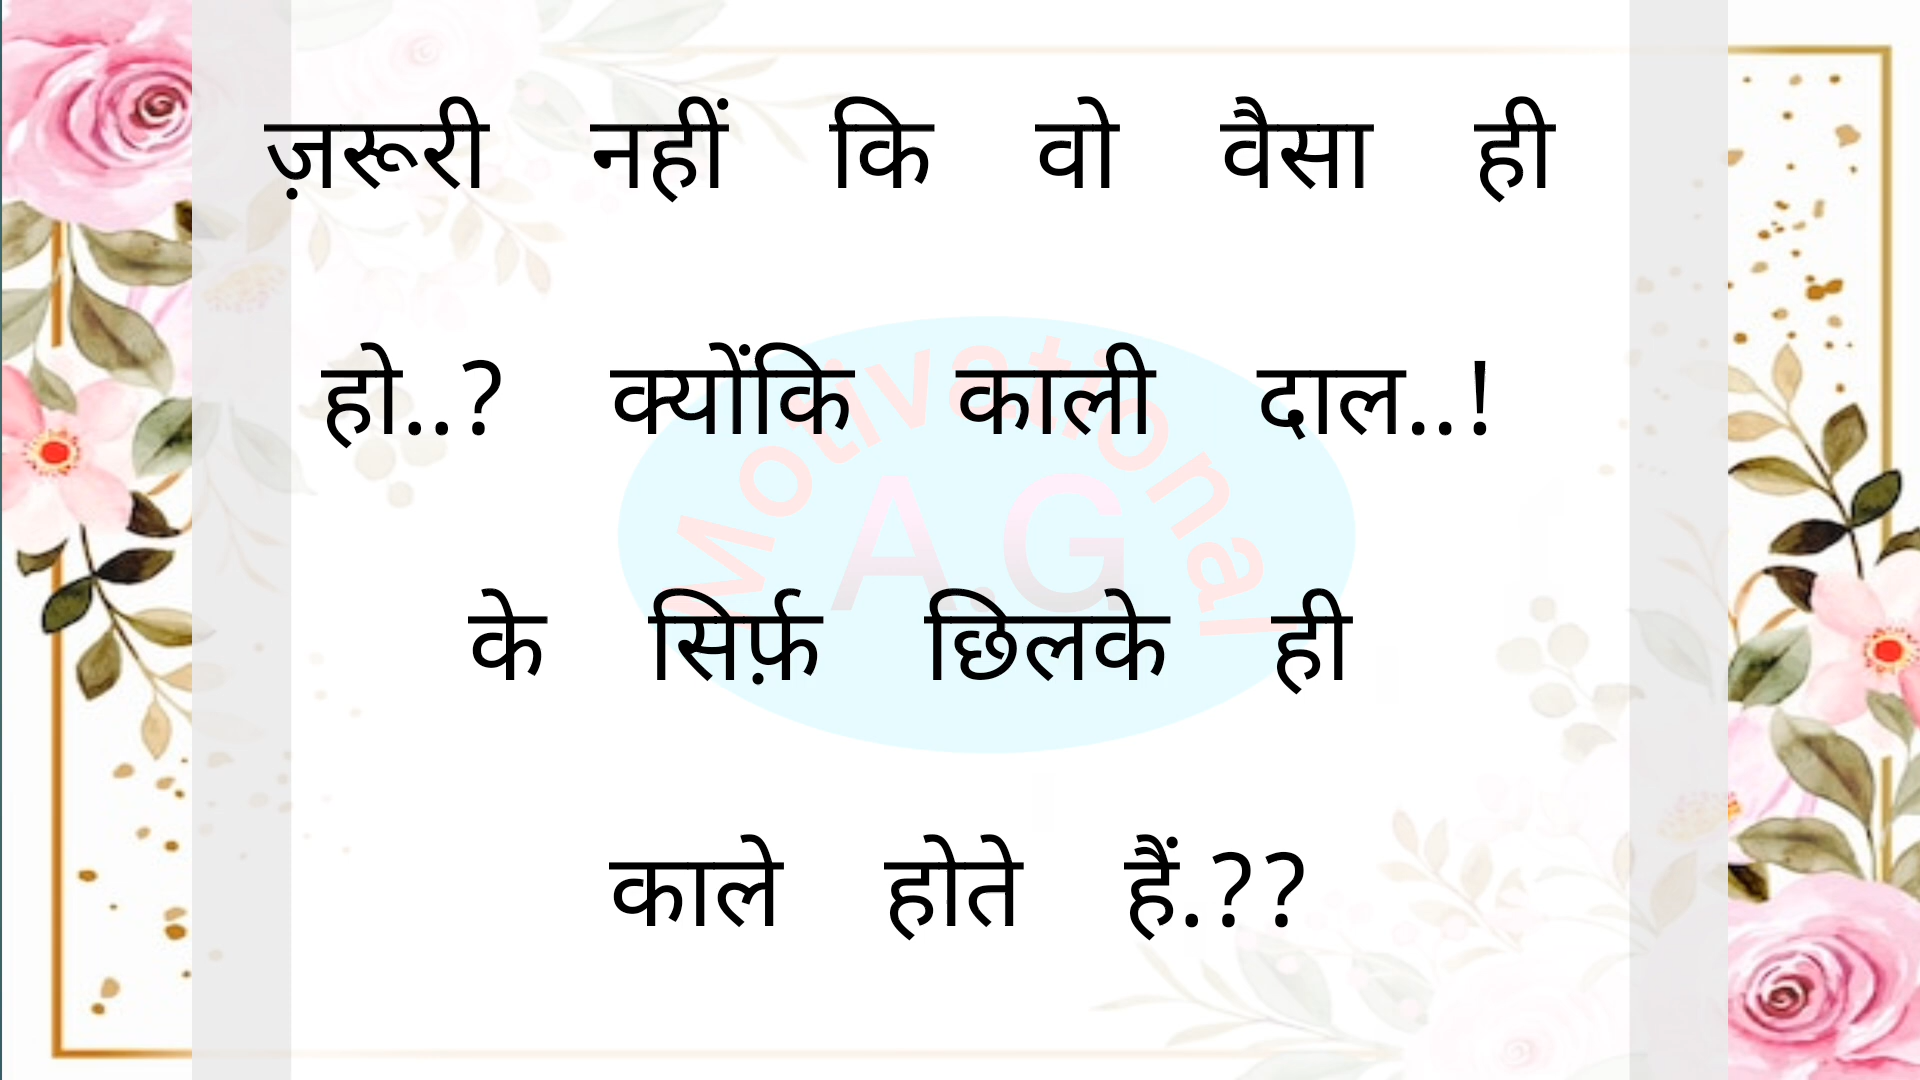 ज़रूरी नहीं कि वो वैसा ही
हो..? क्योंकि काली दाल..!
Motivational
A.G
के सिर्फ़ छिलके ही
काले होते हैं.??